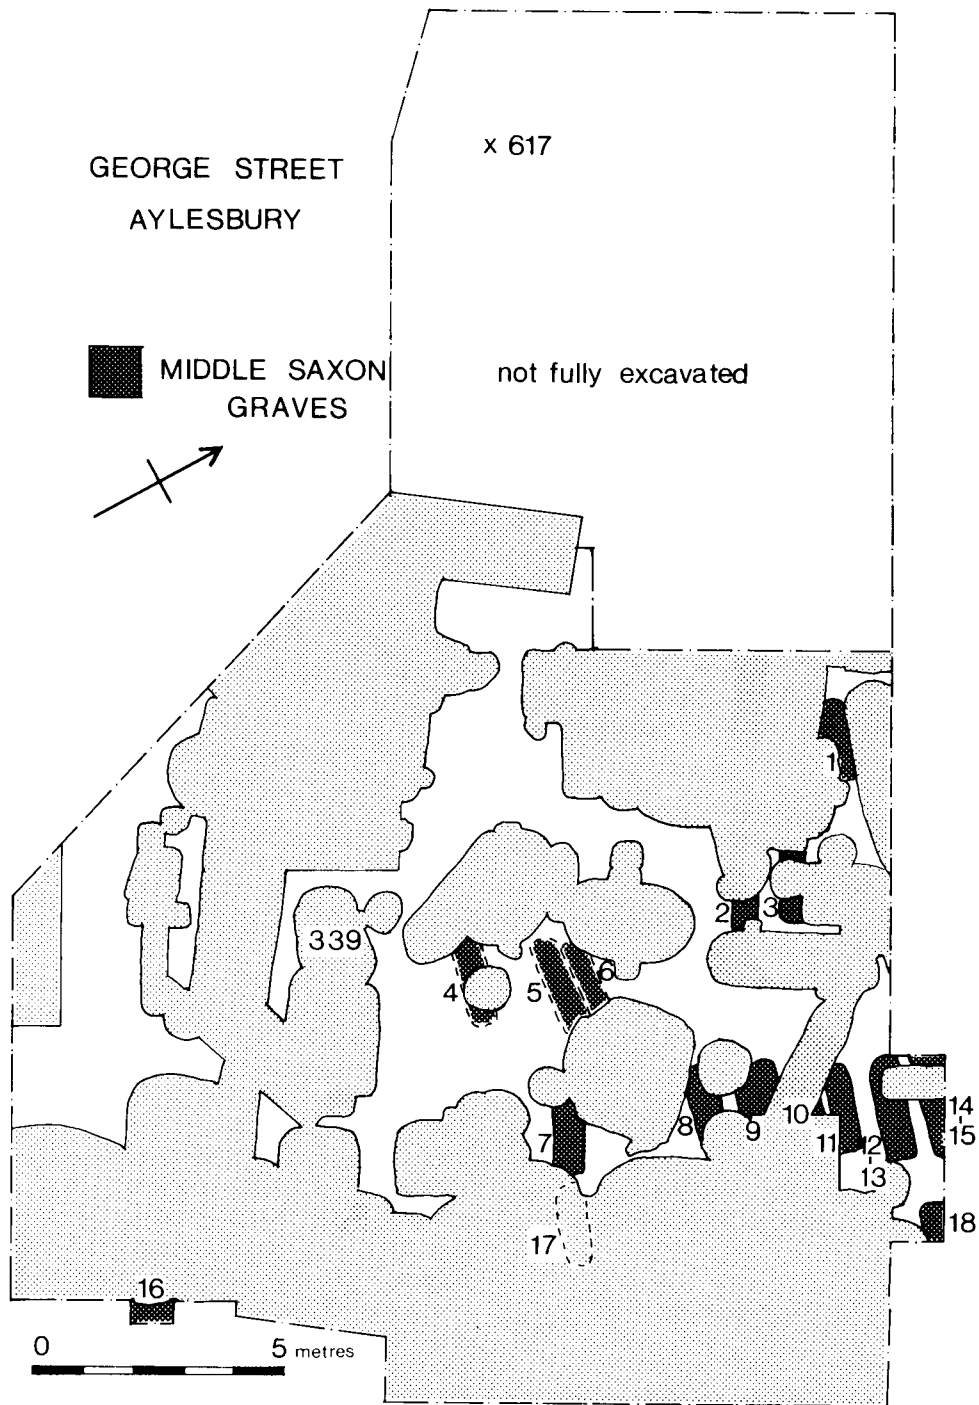 x 617
GEORGE STREET
AYLESBURY
MIDDLE SAXON
GRAVES
not fully excavated
1
2
3
339
4
5
6
7
8
9
10
11
12
13
14
15
16
17
18
0 5 metres